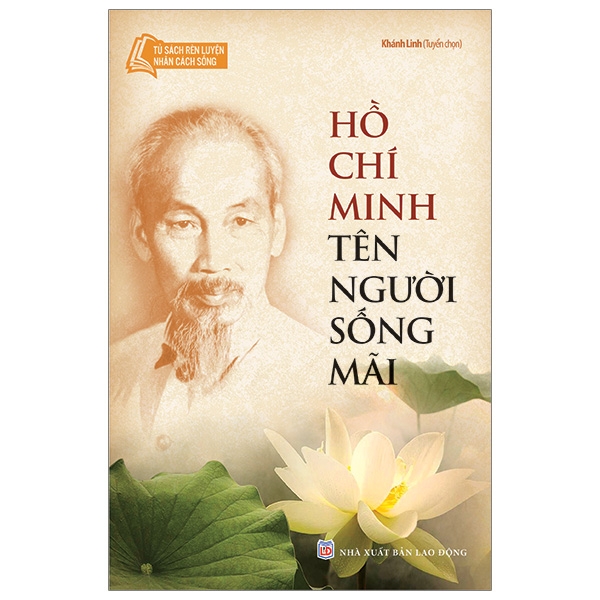 TỦ SÁCH RÈN LUYỆN
NHÂN CÁCH SỐNG
Khánh Linh (Tuyển chọn)
HỒ
CHÍ
MINH
TÊN
NGƯỜI
SỐNG
MÃI
NHÀ XUẤT BẢN LAO ĐỘNG